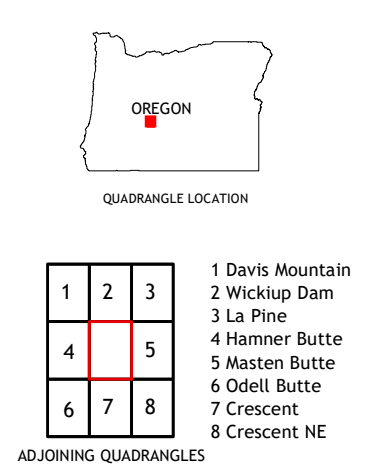 OREGON
QUADRANGLE LOCATION
1 2 3
4 5
6 7 8
1 Davis Mountain
2 Wickiup Dam
3 La Pine
4 Hamner Butte
5 Masten Butte
6 Odell Butte
7 Crescent
8 Crescent NE
ADJOINING QUADRANGLES